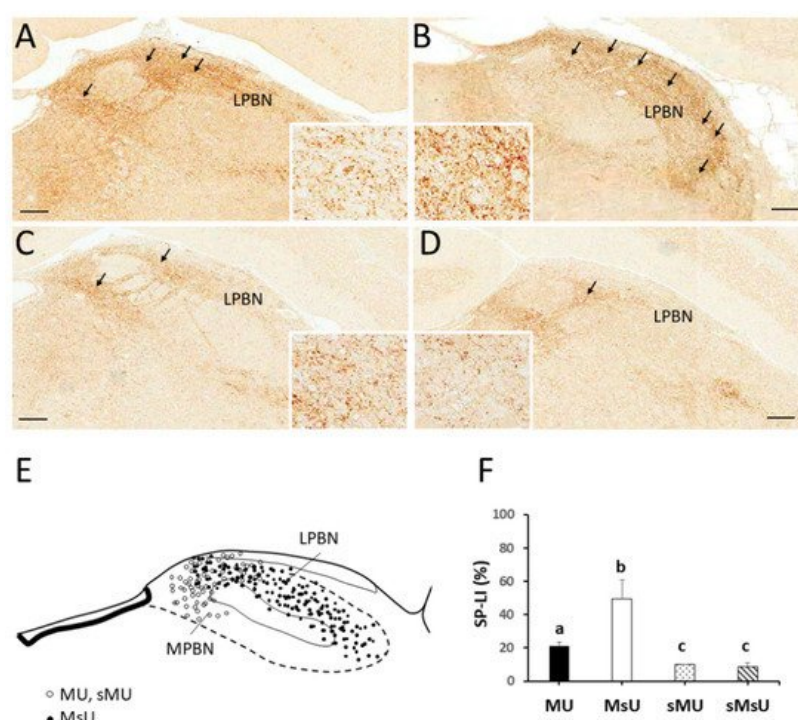 A
B
LPBN
LPBN
C
D
LPBN
LPBN
E
F
LPBN
MPBN
○ MU, sMU
• MsU
SP-LI (%)
100
80
60
40
20
0
a
b
c
c
MU MsU sMU sMsU